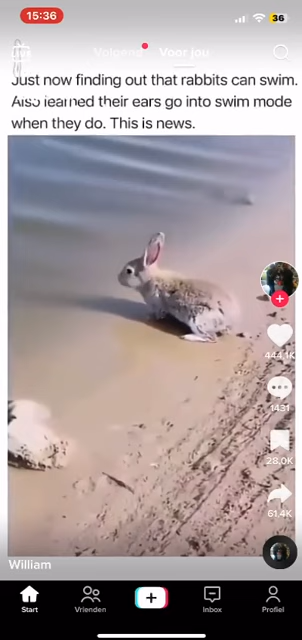 15:36
36
Volgend
Voor jou
Just now finding out that rabbits can swim.
Also learned their ears go into swim mode
when they do. This is news.
444.1K
1431
28.0K
61.4K
William
Start
Vrienden
Inbox
Profiel